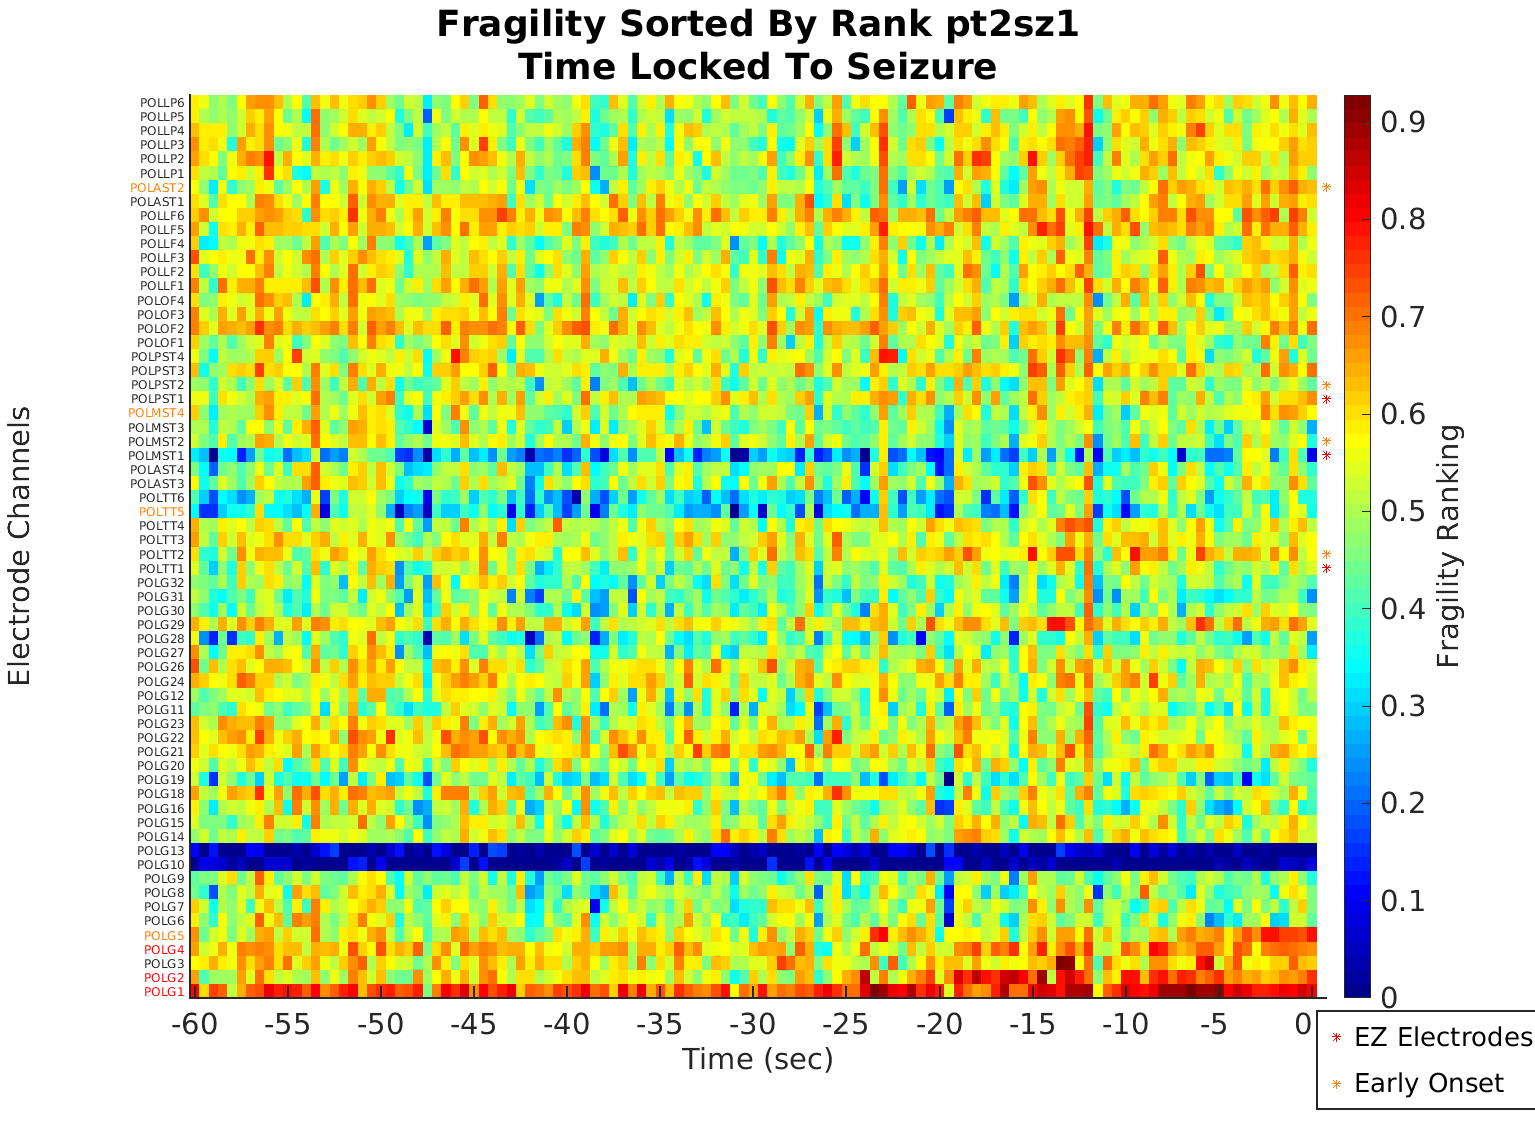 Fragility Sorted By Rank pt2sz1
Time Locked To Seizure
Electrode Channels
POLLP6
POLLP5
POLLP4
POLLP3
POLLP2
POLLP1
POLAST2
POLAST1
POLLF6
POLLF5
POLLF4
POLLF3
POLLF2
POLLF1
POLOF4
POLOF3
POLOF2
POLOF1
POLPST4
POLPST3
POLPST2
POLPST1
POLMST4
POLMST3
POLMST2
POLMST1
POLAST4
POLAST3
POLTT6
POLTT5
POLTT4
POLTT3
POLTT2
POLTT1
POLG32
POLG31
POLG30
POLG29
POLG28
POLG27
POLG26
POLG24
POLG12
POLG11
POLG23
POLG22
POLG21
POLG20
POLG19
POLG18
POLG16
POLG15
POLG14
POLG13
POLG10
POLG9
POLG8
POLG7
POLG6
POLG5
POLG4
POLG3
POLG2
POLG1
-60 -55 -50 -45 -40 -35 -30 -25 -20 -15 -10 -5 0
Time (sec)
0.9
0.8
0.7
0.6
0.5
0.4
0.3
0.2
0.1
0
Fragility Ranking
EZ Electrodes
Early Onset